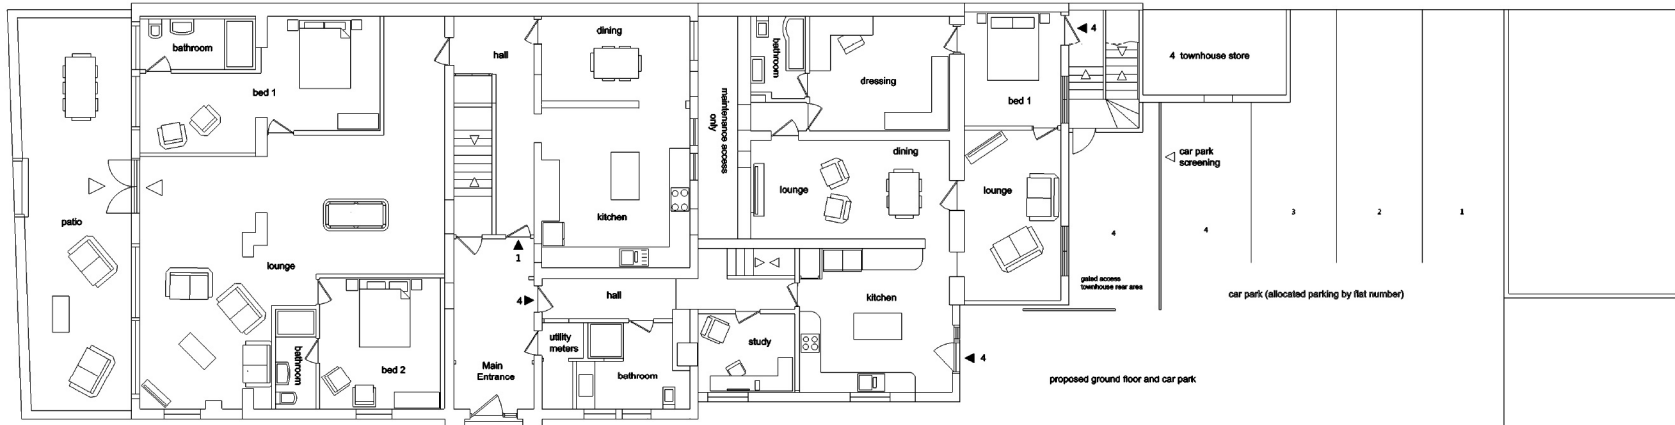 bathroom
bed 1
patio
lounge
bathroom
bed 2
hall
dining
kitchen
1
Main
Entrance
4
hall
utility
meters
bathroom
maintenance access
only
bathroom
dressing
bed 1
4
dining
lounge
lounge
kitchen
study
4
4 townhouse store
car park
screening
4
4
3
2
1
gated access
townhouse rear area
car park (allocated parking by flat number)
proposed ground floor and car park